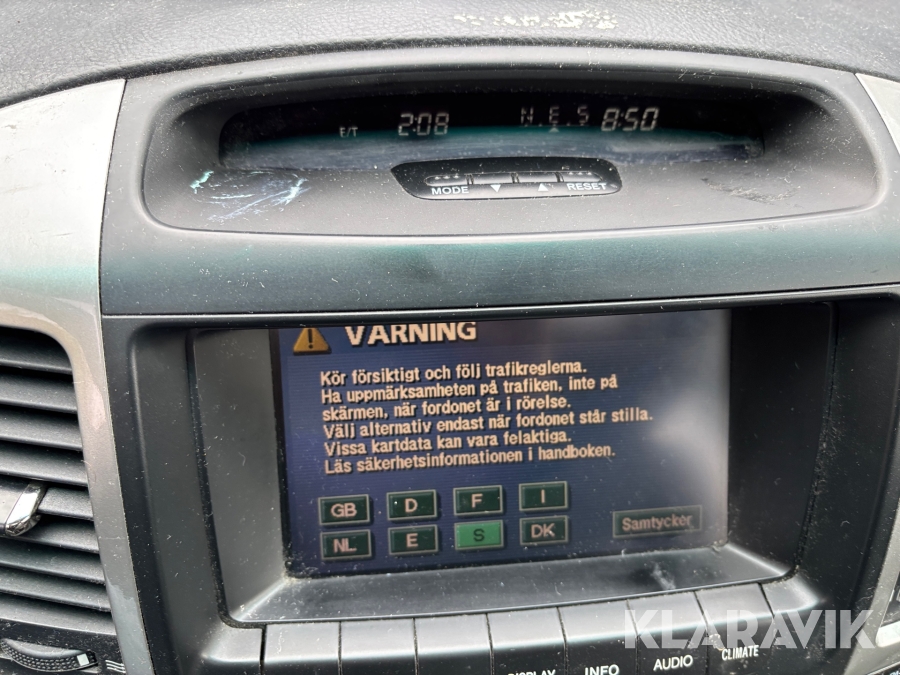 E/T 2:08 N.E.S 8:50
MODE RESET
VARNING
Kör försiktigt och följ trafikreglerna.
Ha uppmärksamheten på trafiken, inte på
skärmen, när fordonet är i rörelse.
Välj alternativ endast när fordonet står stilla.
Vissa kartdata kan vara felaktiga.
Läs säkerhetsinformationen i handboken.
GB D F I
NL E S DK Samtycker
DISPLAY INFO AUDIO CLIMATE
KLARAVIK